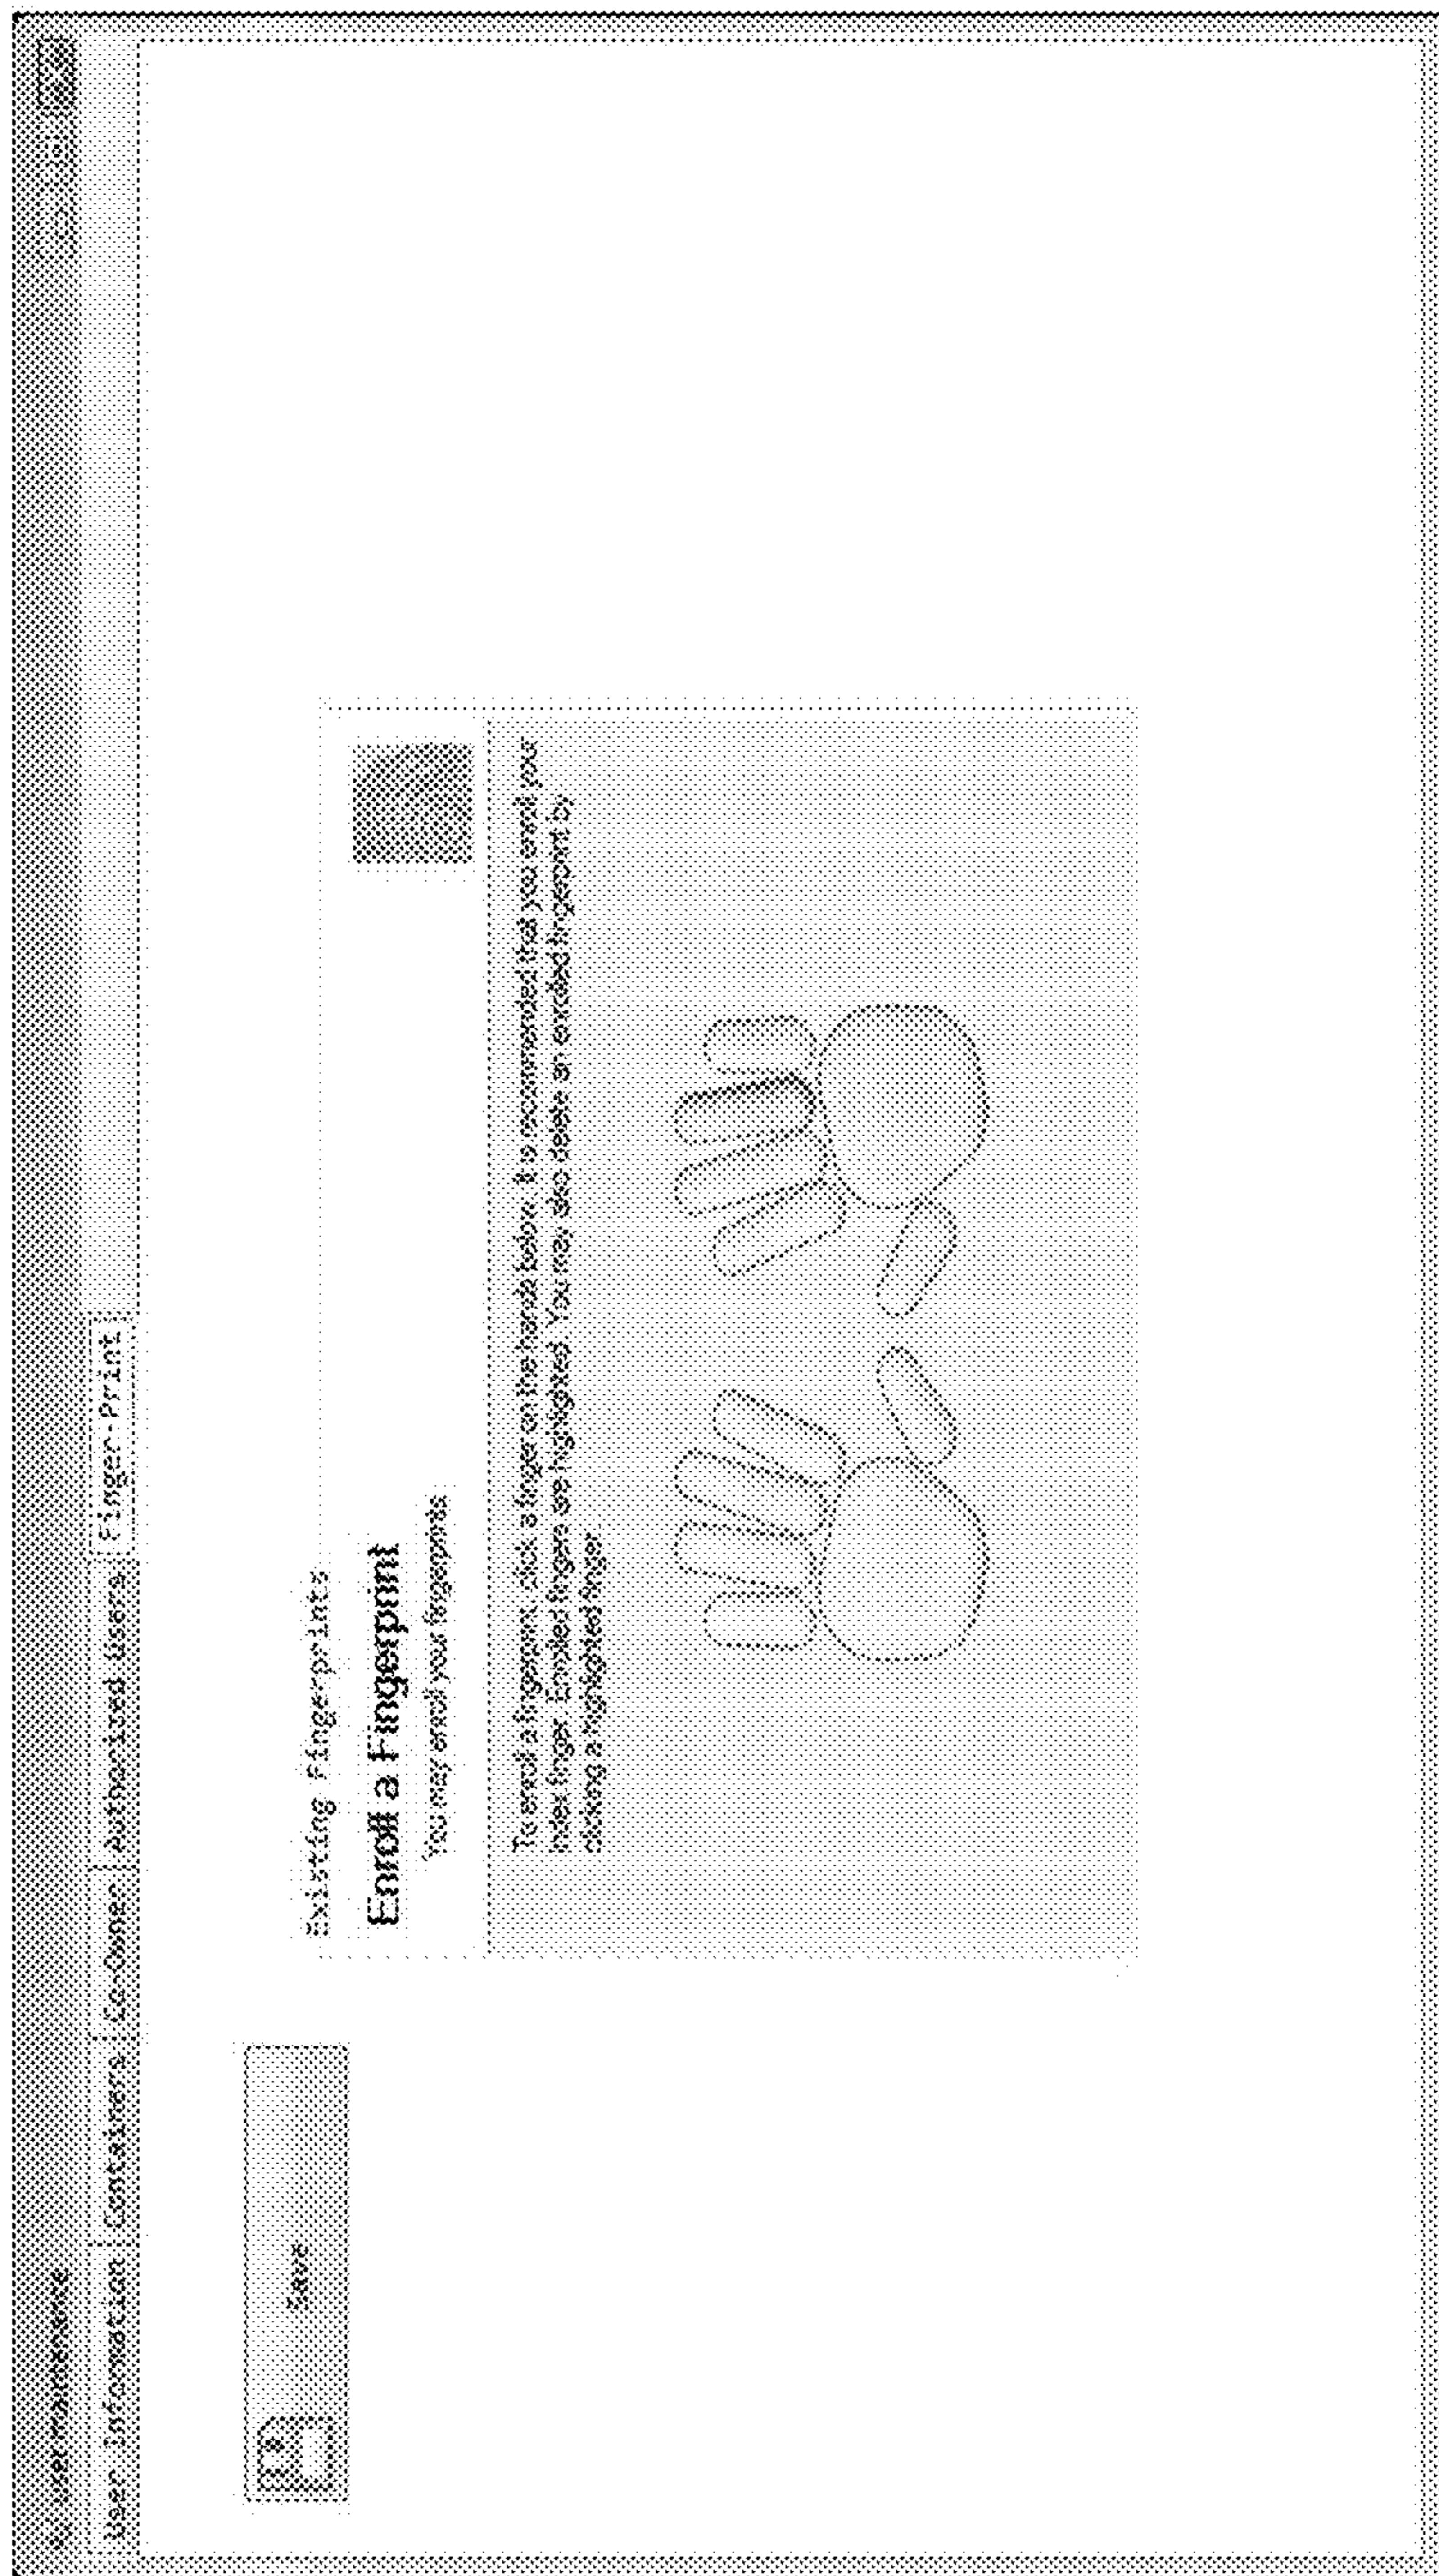 user maintenance
User Information Containers Co-Owner Authorized Users Finger-Print
Save
Existing Fingerprints
Enroll a Fingerprint
You may enroll your fingerprints
To enroll a fingerprint, click a finger on the hands below. It is recommended that you enroll your
index finger. Enrolled fingers are highlighted. You may also delete an enrolled fingerprint by
clicking a highlighted finger.